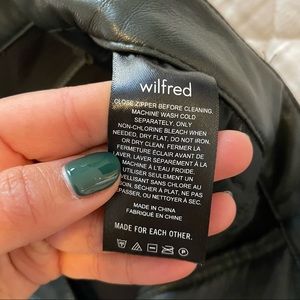 wilfred
CLOSE ZIPPER BEFORE CLEANING.
MACHINE WASH COLD
SEPARATELY, ONLY
NON-CHLORINE BLEACH WHEN
NEEDED, DRY FLAT, DO NOT IRON,
OR DRY CLEAN. FERMER LA
FERMETURE ÉCLAIR AVANT DE
LAVER, LAVER SÉPARÉMENT À LA
MACHINE À L'EAU FROIDE,
UTILISER SEULEMENT UN
JAVELLISANT SANS CHLORE AU
BESOIN, SÉCHER À PLAT, NE PAS
REPASSER, OU NETTOYER À SEC.
MADE IN CHINA
FABRIQUÉ EN CHINE
MADE FOR EACH OTHER.